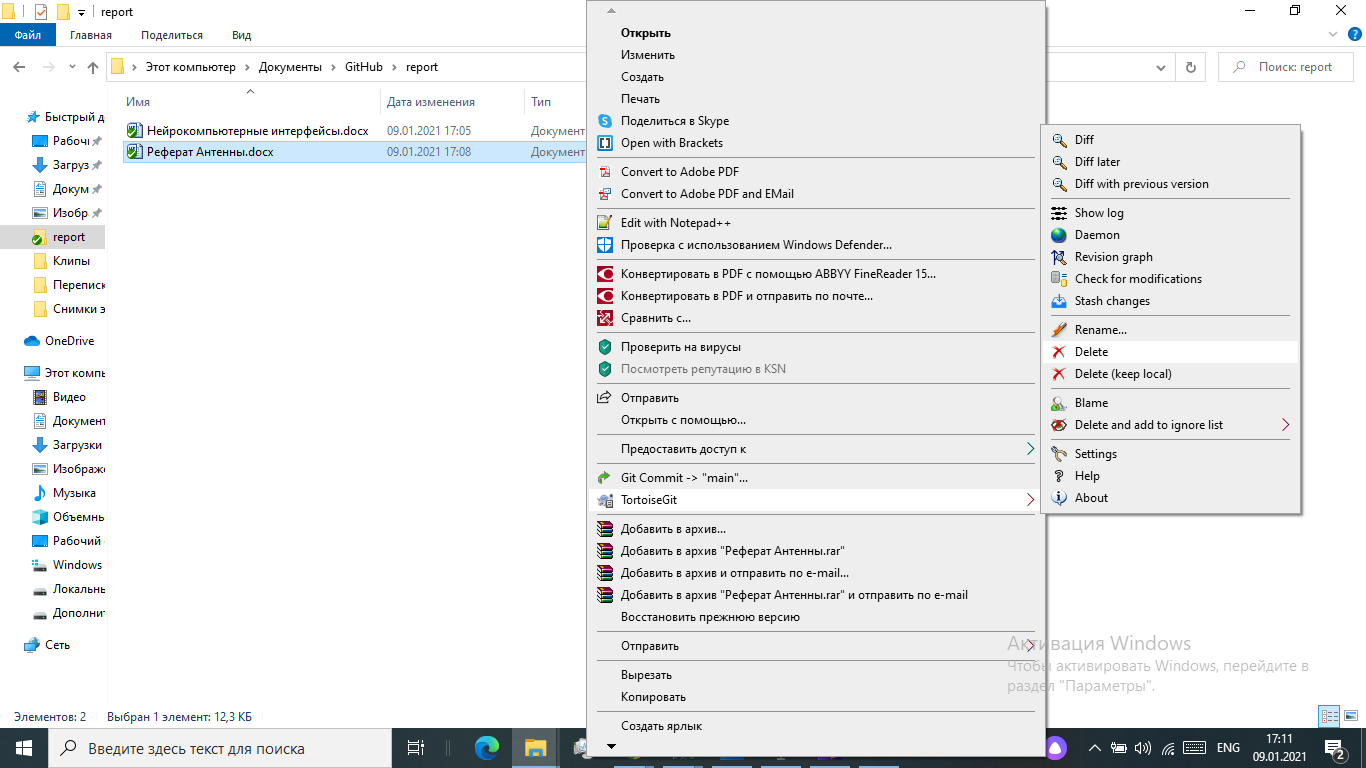 report
Файл
Главная
Поделиться
Вид
Этот компьютер
Документы
GitHub
report
Поиск: report
Имя
Дата изменения
Тип
Нейрокомпьютерные интерфейсы.docx
09.01.2021 17:05
Документ
Реферат Антенны.docx
09.01.2021 17:08
Документ
Быстрый д
Рабочи
Загруз
Докум
Изобр
report
Клипы
Переписк
Снимки э
OneDrive
Этот компь
Видео
Документ
Загрузки
Изображе
Музыка
Объемны
Рабочий
Windows
Локальнь
Дополнит
Сеть
Открыть
Изменить
Создать
Печать
Поделиться в Skype
Open with Brackets
Convert to Adobe PDF
Convert to Adobe PDF and EMail
Edit with Notepad++
Проверка с использованием Windows Defender...
Конвертировать в PDF с помощью ABBYY FineReader 15...
Конвертировать в PDF и отправить по почте...
Сравнить с...
Проверить на вирусы
Посмотреть репутацию в KSN
Отправить
Открыть с помощью...
Предоставить доступ к
Git Commit -> "main"...
TortoiseGit
Добавить в архив...
Добавить в архив "Реферат Антенны.rar"
Добавить в архив и отправить по e-mail...
Добавить в архив "Реферат Антенны.rar" и отправить по e-mail
Восстановить прежнюю версию
Отправить
Вырезать
Копировать
Создать ярлык
Diff
Diff later
Diff with previous version
Show log
Daemon
Revision graph
Check for modifications
Stash changes
Rename...
Delete
Delete (keep local)
Blame
Delete and add to ignore list
Settings
Help
About
Активация Windows
Чтобы активировать Windows, перейдите в
раздел "Параметры".
Элементов: 2
Выбран 1 элемент: 12,3 КБ
Введите здесь текст для поиска
ENG
17:11
09.01.2021
2